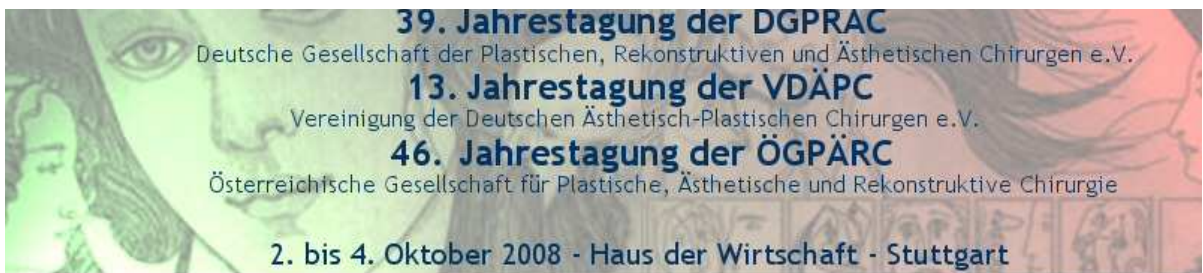 39. Jahrestagung der DGPRÄC
Deutsche Gesellschaft der Plastischen, Rekonstruktiven und Ästhetischen Chirurgen e.V.
13. Jahrestagung der VDÄPC
Vereinigung der Deutschen Ästhetisch-Plastischen Chirurgen e.V.
46. Jahrestagung der ÖGPÄRC
Österreichische Gesellschaft für Plastische, Ästhetische und Rekonstruktive Chirurgie
2. bis 4. Oktober 2008 - Haus der Wirtschaft - Stuttgart